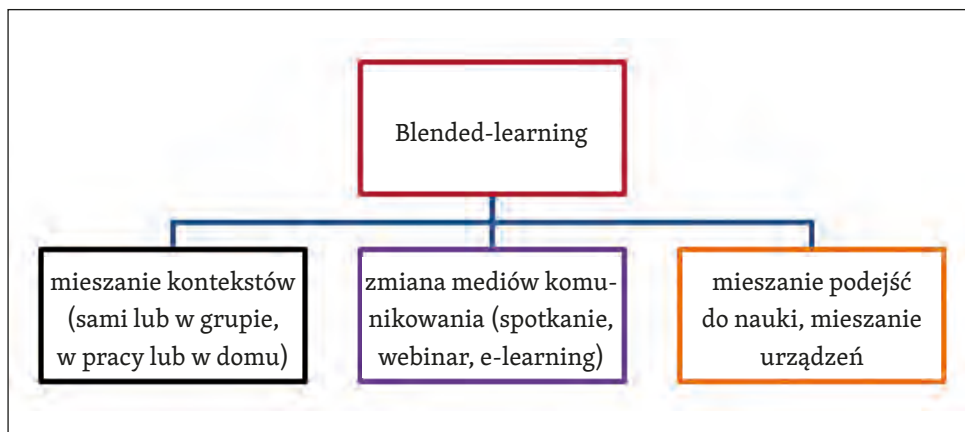 Blended-learning
mieszanie kontekstów
(sami lub w grupie,
w pracy lub w domu)
zmiana mediów komu-
nikowania (spotkanie,
webinar, e-learning)
mieszanie podejść
do nauki, mieszanie
urządzeń